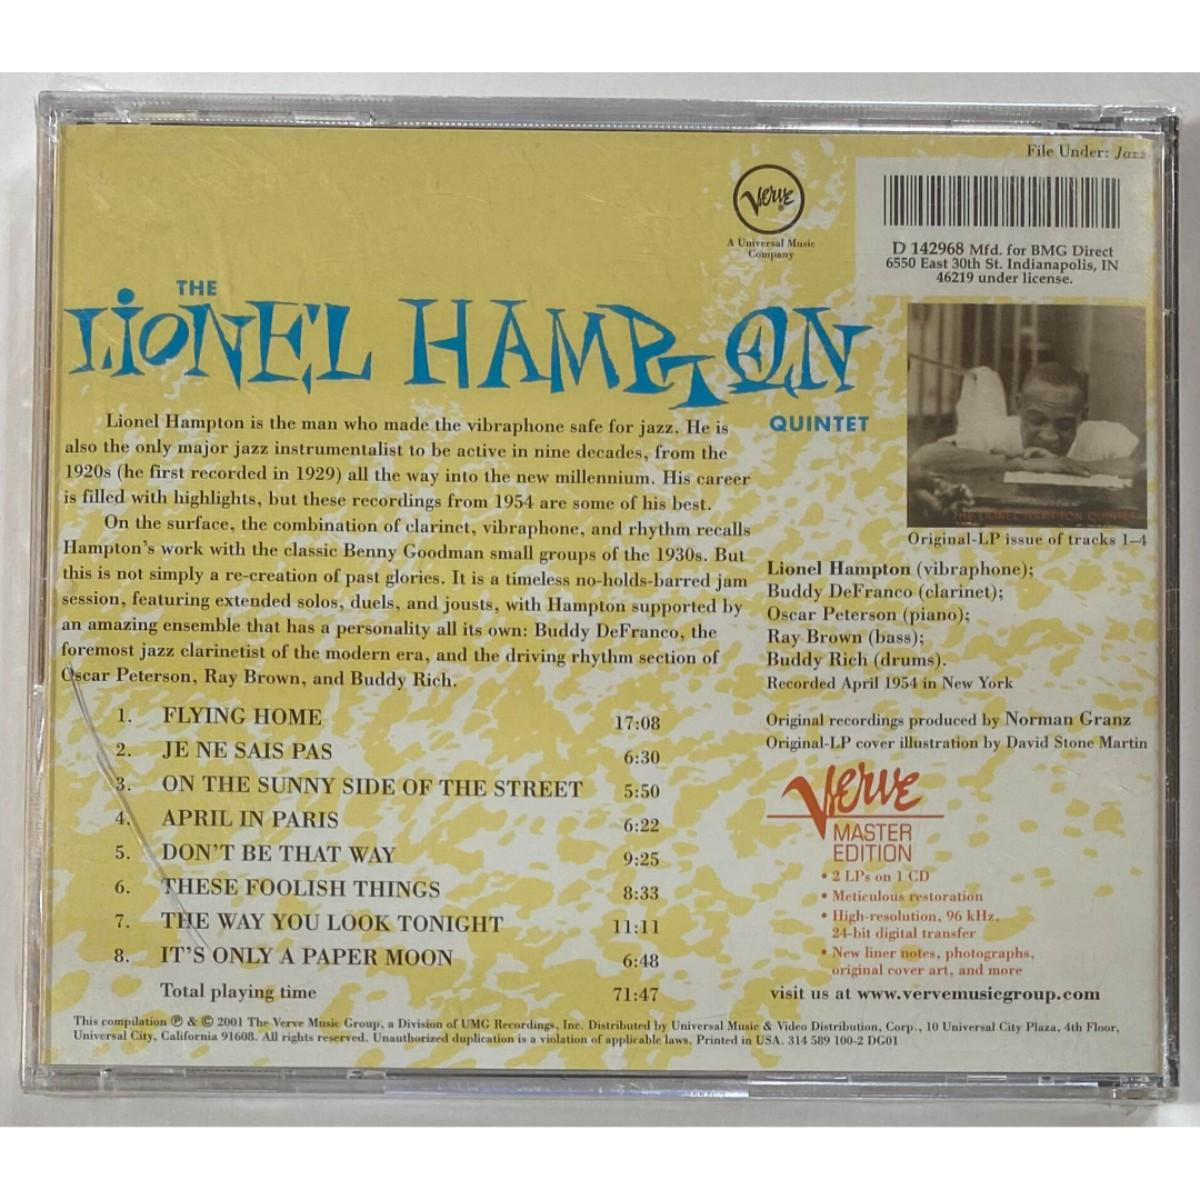 File Under: Jazz
Verve
A Universal Music
Company
D 142968 Mfd. for BMG Direct
6550 East 30th St. Indianapolis, IN
46219 under license.
THE
LIONEL HAMPTON
QUINTET
Lionel Hampton is the man who made the vibraphone safe for jazz. He is
also the only major jazz instrumentalist to be active in nine decades, from the
1920s (he first recorded in 1929) all the way into the new millennium. His career
is filled with highlights, but these recordings from 1954 are some of his best.
On the surface, the combination of clarinet, vibraphone, and rhythm recalls
Hampton's work with the classic Benny Goodman small groups of the 1930s. But
this is not simply a re-creation of past glories. It is a timeless no-holds-barred jam
session, featuring extended solos, duels, and jousts, with Hampton supported by
an amazing ensemble that has a personality all its own: Buddy DeFranco, the
foremost jazz clarinetist of the modern era, and the driving rhythm section of
Oscar Peterson, Ray Brown, and Buddy Rich.
1. FLYING HOME 17:08
2. JE NE SAIS PAS 6:30
3. ON THE SUNNY SIDE OF THE STREET 5:50
4. APRIL IN PARIS 6:22
5. DON'T BE THAT WAY 9:25
6. THESE FOOLISH THINGS 8:33
7. THE WAY YOU LOOK TONIGHT 11:11
8. IT'S ONLY A PAPER MOON 6:48
Total playing time 71:47
THE LIONEL HAMPTON QUINTET
Original-LP issue of tracks 1–4
Lionel Hampton (vibraphone);
Buddy DeFranco (clarinet);
Oscar Peterson (piano);
Ray Brown (bass);
Buddy Rich (drums).
Recorded April 1954 in New York
Original recordings produced by Norman Granz
Original-LP cover illustration by David Stone Martin
Verve
MASTER
EDITION
• 2 LPs on 1 CD
• Meticulous restoration
• High-resolution, 96 kHz,
24-bit digital transfer
• New liner notes, photographs,
original cover art, and more
visit us at www.vervemusicgroup.com
This compilation ℗ & © 2001 The Verve Music Group, a Division of UMG Recordings, Inc. Distributed by Universal Music & Video Distribution, Corp., 10 Universal City Plaza, 4th Floor,
Universal City, California 91608. All rights reserved. Unauthorized duplication is a violation of applicable laws. Printed in USA. 314 589 100-2 DG01